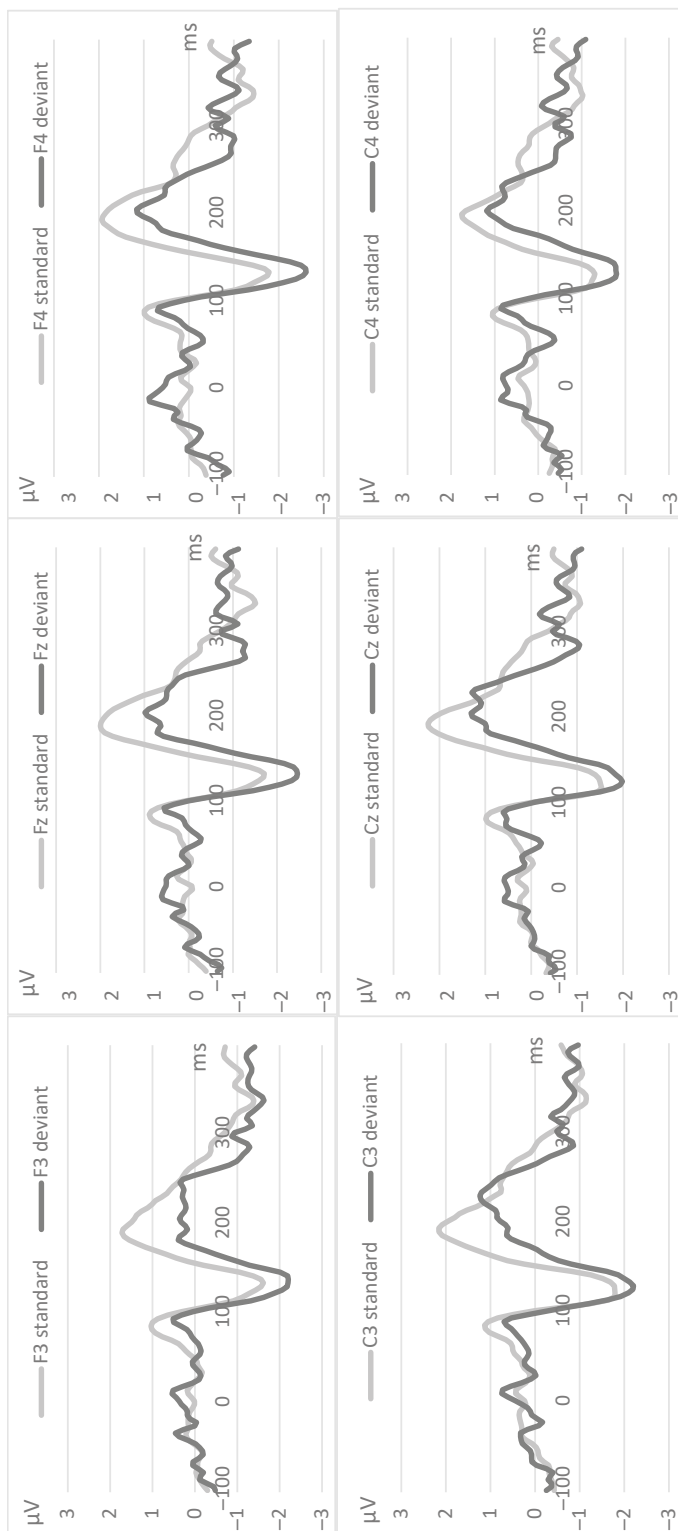 F3 standard F3 deviant
μV
3
2
1
0
ms
−100 0 100 200 300
−1
−2
−3
Fz standard Fz deviant
μV
3
2
1
0
ms
−100 0 100 200 300
−1
−2
−3
F4 standard F4 deviant
μV
3
2
1
0
ms
−100 0 100 200 300
−1
−2
−3
C3 standard C3 deviant
μV
3
2
1
0
ms
−100 0 100 200 300
−1
−2
−3
Cz standard Cz deviant
μV
3
2
1
0
ms
−100 0 100 200 300
−1
−2
−3
C4 standard C4 deviant
μV
3
2
1
0
ms
−100 0 100 200 300
−1
−2
−3